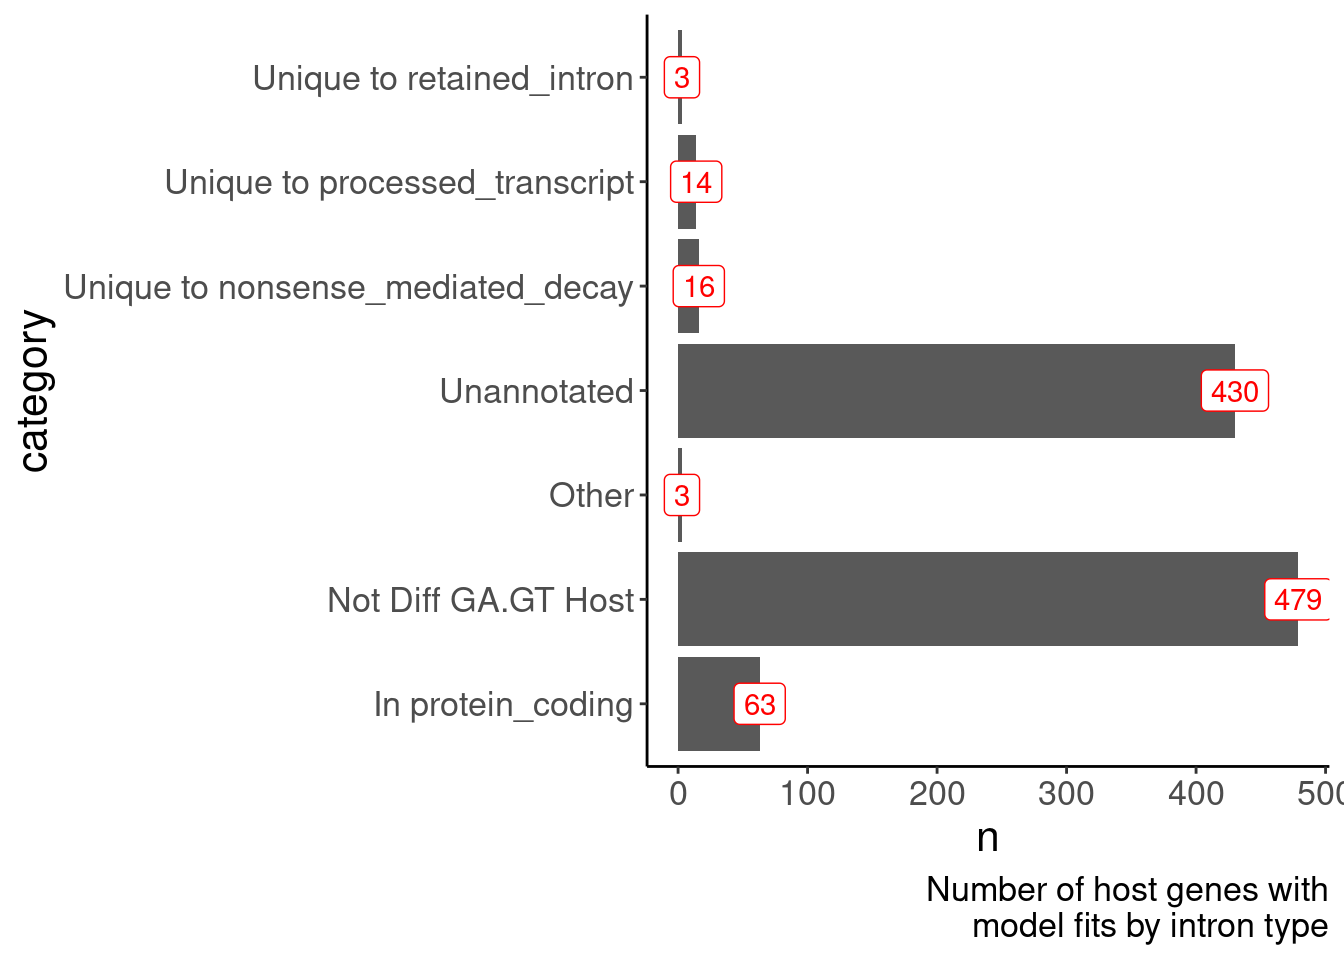 Unique to retained_intron
3
Unique to processed_transcript
14
Unique to nonsense_mediated_decay
16
Unannotated
430
Other
3
Not Diff GA.GT Host
479
In protein_coding
63
category
0 100 200 300 400 500
n
Number of host genes with
model fits by intron type